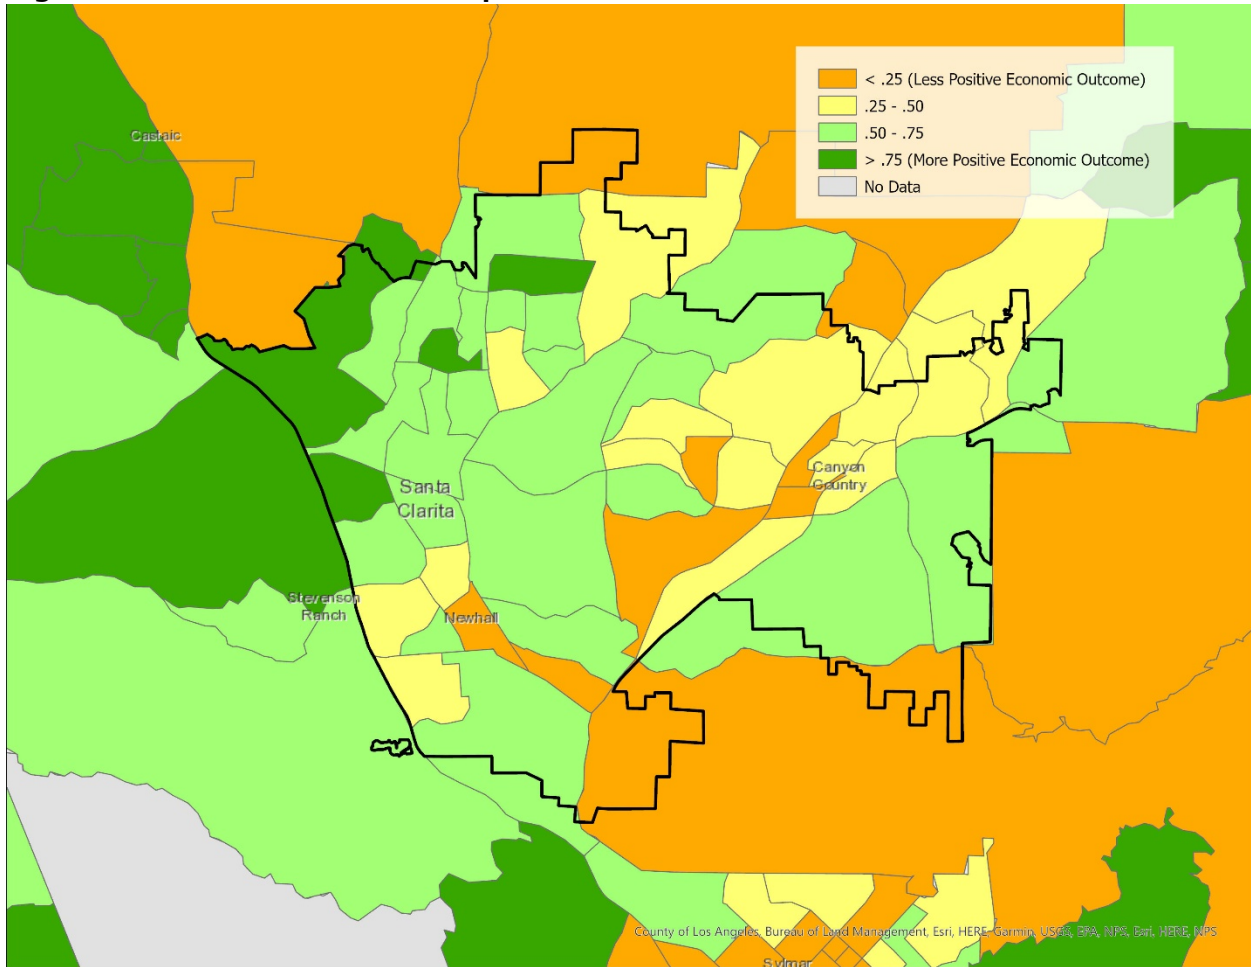 < .25 (Less Positive Economic Outcome)
.25 - .50
.50 - .75
> .75 (More Positive Economic Outcome)
No Data
Castaic
Canyon
Country
Santa
Clarita
Stevenson
Ranch
Newhall
County of Los Angeles, Bureau of Land Management, Esri, HERE, Garmin, USGS, EPA, NPS, Esri, HERE, NPS
Sylmar